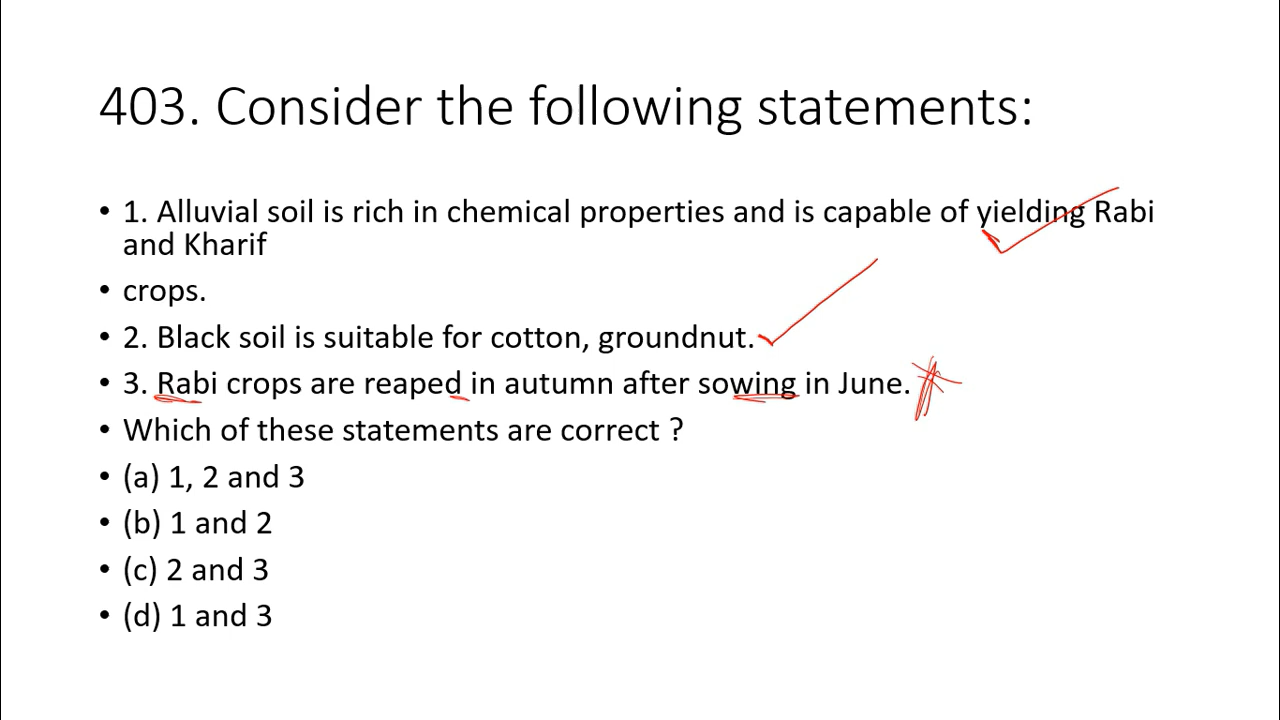 403. Consider the following statements:
• 1. Alluvial soil is rich in chemical properties and is capable of yielding Rabi
and Kharif
• crops.
• 2. Black soil is suitable for cotton, groundnut.
• 3. Rabi crops are reaped in autumn after sowing in June.
• Which of these statements are correct ?
• (a) 1, 2 and 3
• (b) 1 and 2
• (c) 2 and 3
• (d) 1 and 3